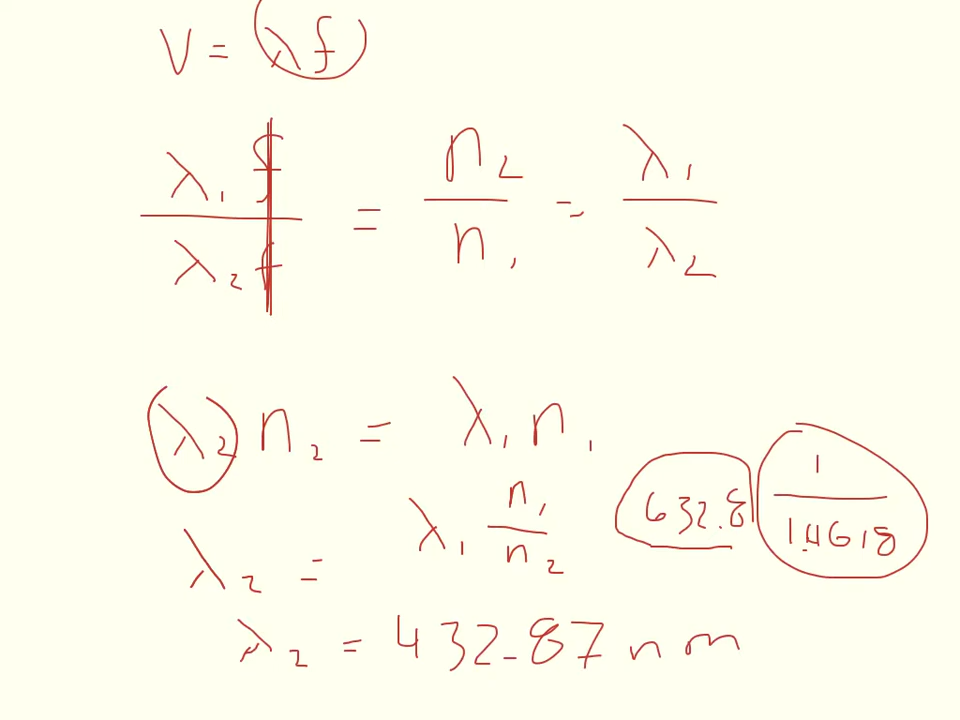 V = λf
λ₁f / λ₂f = n₂ / n₁ = λ₁ / λ₂
λ₂ n₂ = λ₁ n₁
λ₂ = λ₁ n₁ / n₂ 632.8 1 / 1.4618
λ₂ = 432.87 nm